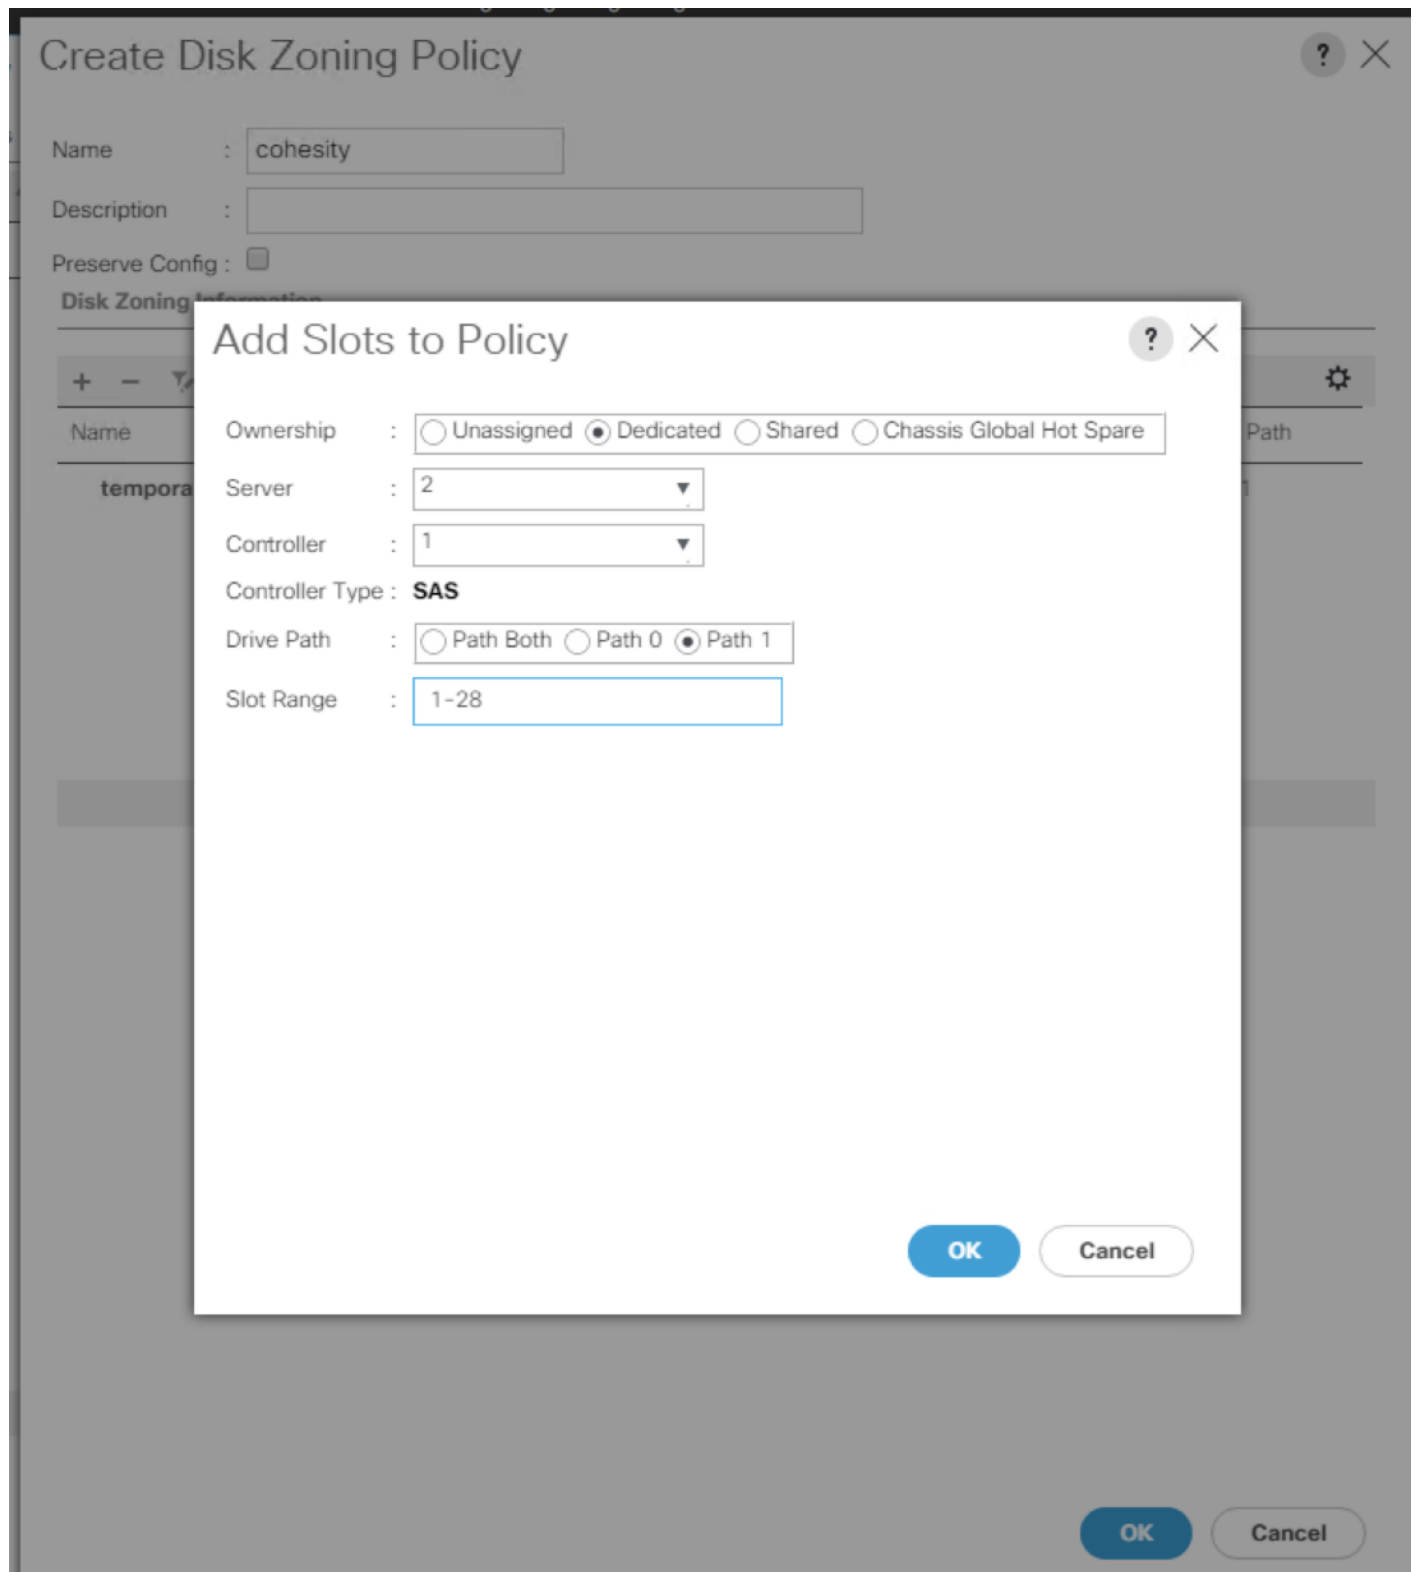 Create Disk Zoning Policy ?
Name : cohesity
Description :
Preserve Config :
Disk Zoning
Add Slots to Policy ?
+ −
Name Path
Ownership : Unassigned Dedicated Shared Chassis Global Hot Spare
Server : 2
tempora
Controller : 1
Controller Type : SAS
Drive Path : Path Both Path 0 Path 1
Slot Range : 1-28
OK Cancel
OK Cancel